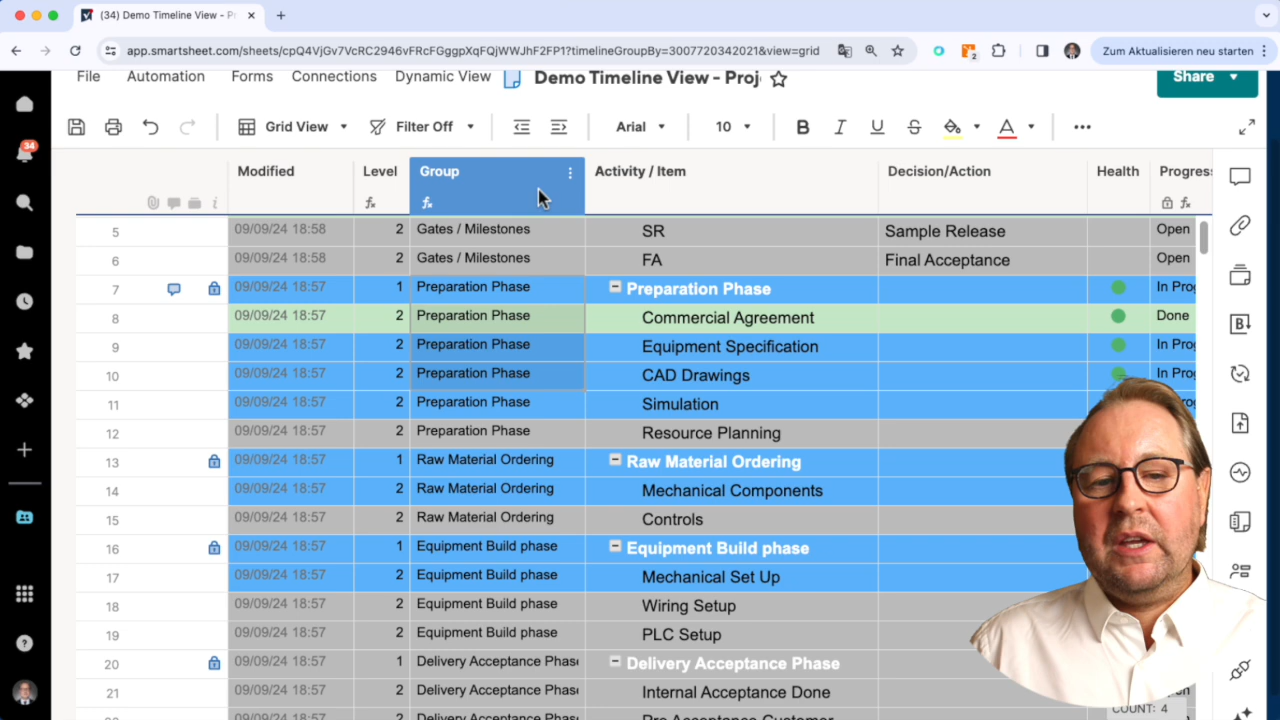 (34) Demo Timeline View - P
app.smartsheet.com/sheets/cpQ4VjGv7VcRC2946vFRcFGggpXqFQjWWJhF2FP1?timelineGroupBy=3007720342021&view=grid
2
Zum Aktualisieren neu starten
File Automation Forms Connections Dynamic View Demo Timeline View - Proj Share
Grid View Filter Off Arial 10 B I U S A
34
Modified Level Group Activity / Item Decision/Action Health Progres
fx fx fx
5 09/09/24 18:58 2 Gates / Milestones SR Sample Release Open
6 09/09/24 18:58 2 Gates / Milestones FA Final Acceptance Open
7 09/09/24 18:57 1 Preparation Phase Preparation Phase In Prog
8 09/09/24 18:57 2 Preparation Phase Commercial Agreement Done
9 09/09/24 18:57 2 Preparation Phase Equipment Specification In Prog
10 09/09/24 18:57 2 Preparation Phase CAD Drawings In Prog
11 09/09/24 18:57 2 Preparation Phase Simulation
12 09/09/24 18:57 2 Preparation Phase Resource Planning
13 09/09/24 18:57 1 Raw Material Ordering Raw Material Ordering
14 09/09/24 18:57 2 Raw Material Ordering Mechanical Components
15 09/09/24 18:57 2 Raw Material Ordering Controls
16 09/09/24 18:57 1 Equipment Build phase Equipment Build phase
17 09/09/24 18:57 2 Equipment Build phase Mechanical Set Up
18 09/09/24 18:57 2 Equipment Build phase Wiring Setup
19 09/09/24 18:57 2 Equipment Build phase PLC Setup
20 09/09/24 18:57 1 Delivery Acceptance Phase Delivery Acceptance Phase
21 09/09/24 18:57 2 Delivery Acceptance Phase Internal Acceptance Done
Delivery Acceptance Phase Pre Acceptance Customer
COUNT: 4